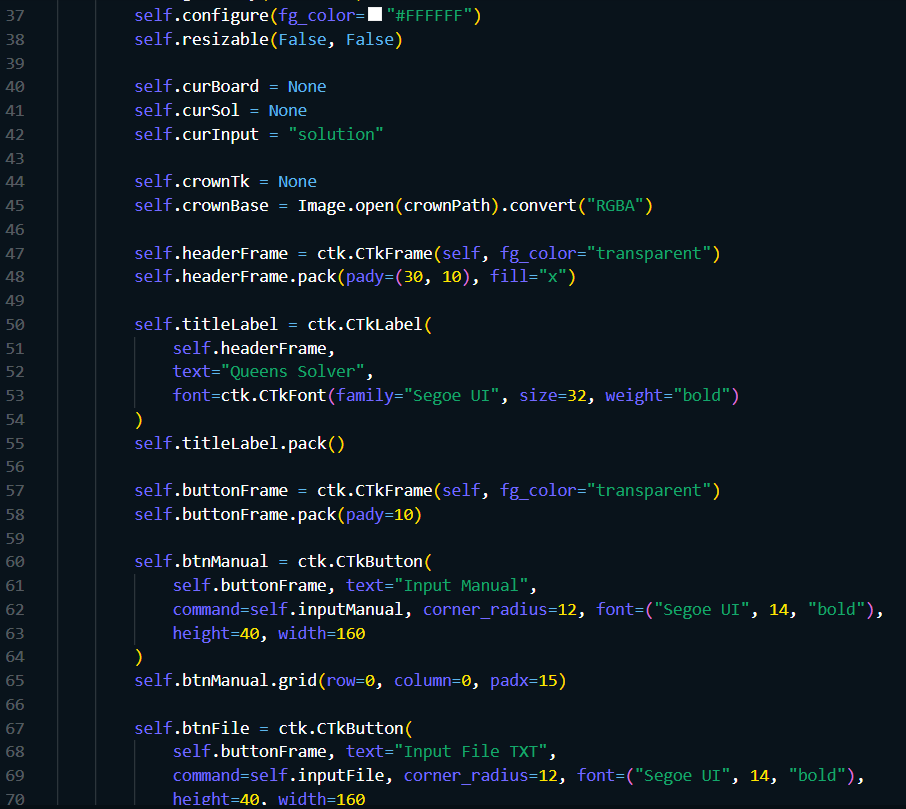 37 self.configure(fg_color="#FFFFFF")
38 self.resizable(False, False)
39
40 self.curBoard = None
41 self.curSol = None
42 self.curInput = "solution"
43
44 self.crownTk = None
45 self.crownBase = Image.open(crownPath).convert("RGBA")
46
47 self.headerFrame = ctk.CTkFrame(self, fg_color="transparent")
48 self.headerFrame.pack(pady=(30, 10), fill="x")
49
50 self.titleLabel = ctk.CTkLabel(
51     self.headerFrame,
52     text="Queens Solver",
53     font=ctk.CTkFont(family="Segoe UI", size=32, weight="bold")
54 )
55 self.titleLabel.pack()
56
57 self.buttonFrame = ctk.CTkFrame(self, fg_color="transparent")
58 self.buttonFrame.pack(pady=10)
59
60 self.btnManual = ctk.CTkButton(
61     self.buttonFrame, text="Input Manual",
62     command=self.inputManual, corner_radius=12, font=("Segoe UI", 14, "bold"),
63     height=40, width=160
64 )
65 self.btnManual.grid(row=0, column=0, padx=15)
66
67 self.btnFile = ctk.CTkButton(
68     self.buttonFrame, text="Input File TXT",
69     command=self.inputFile, corner_radius=12, font=("Segoe UI", 14, "bold"),
70     height=40, width=160